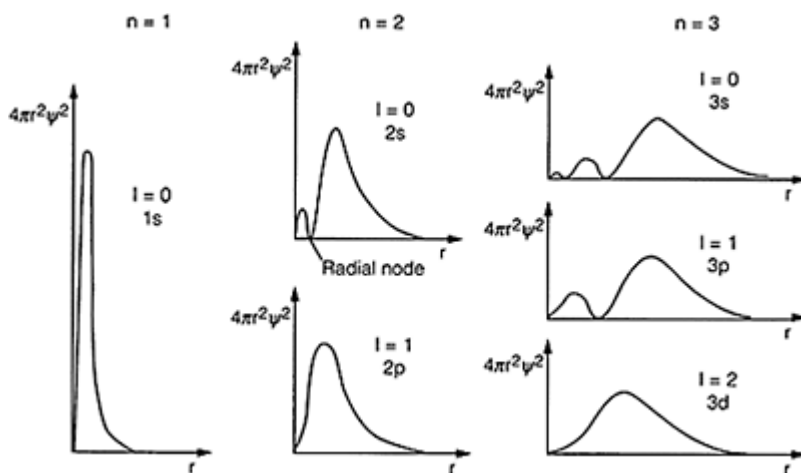 n = 1
n = 2
n = 3
4πr²ψ²
l = 0
1s
r
4πr²ψ²
l = 0
2s
r
Radial node
4πr²ψ²
l = 1
2p
r
4πr²ψ²
l = 0
3s
r
4πr²ψ²
l = 1
3p
r
4πr²ψ²
l = 2
3d
r